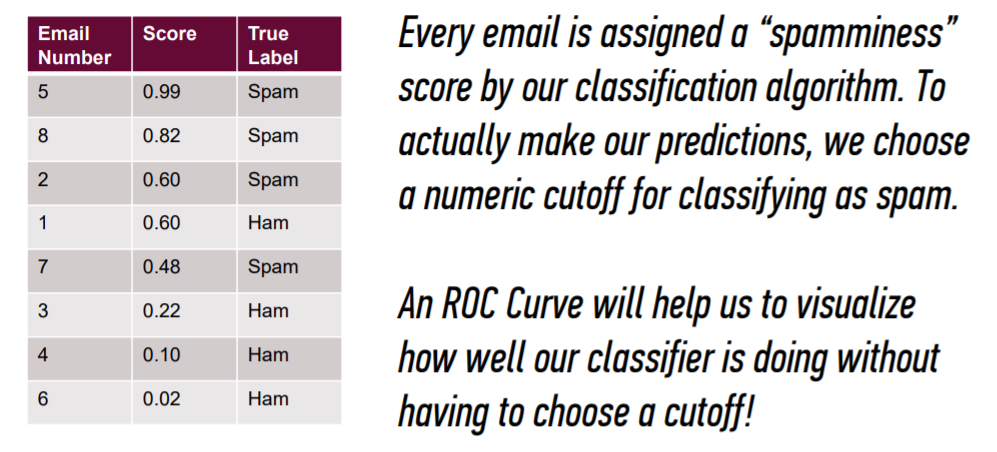 Email Number Score True Label
5 0.99 Spam
8 0.82 Spam
2 0.60 Spam
1 0.60 Ham
7 0.48 Spam
3 0.22 Ham
4 0.10 Ham
6 0.02 Ham
Every email is assigned a “spamminess”
score by our classification algorithm. To
actually make our predictions, we choose
a numeric cutoff for classifying as spam.
An ROC Curve will help us to visualize
how well our classifier is doing without
having to choose a cutoff!